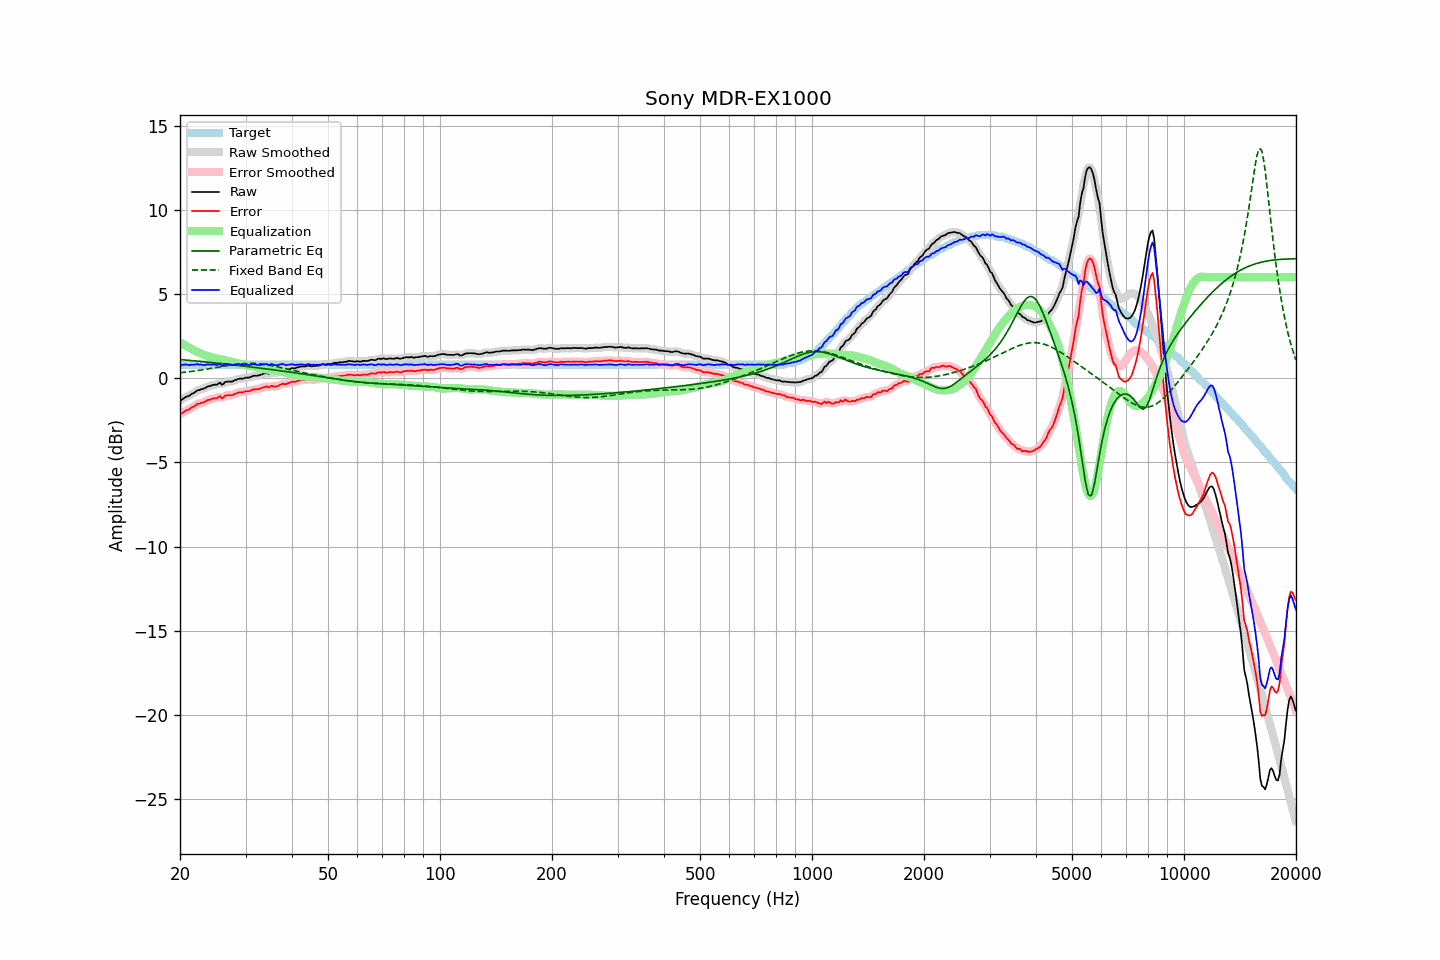 Sony MDR-EX1000
Target
Raw Smoothed
Error Smoothed
Raw
Error
Equalization
Parametric Eq
Fixed Band Eq
Equalized
15
10
5
0
−5
−10
−15
−20
−25
Amplitude (dBr)
20
50
100
200
500
1000
2000
5000
10000
20000
Frequency (Hz)